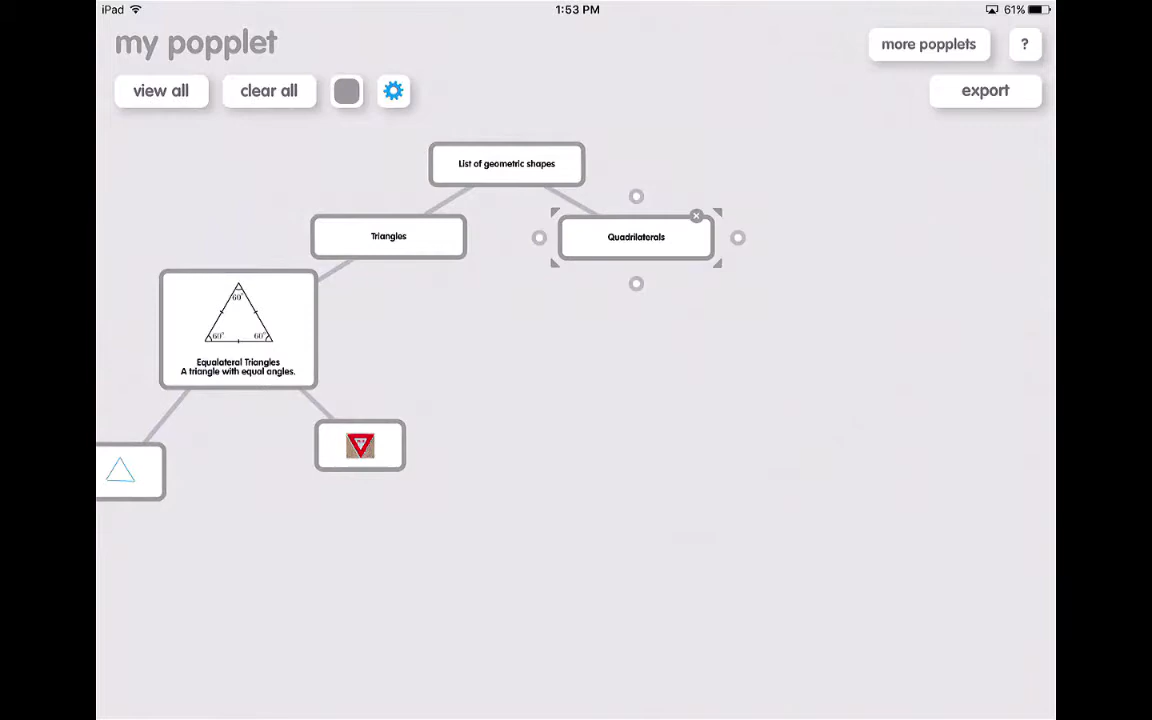 iPad 1:53 PM 61%
my popplet
more popplets ?
view all clear all export
List of geometric shapes
Triangles Quadrilaterals
60°
60° 60°
Equalateral Triangles
A triangle with equal angles.